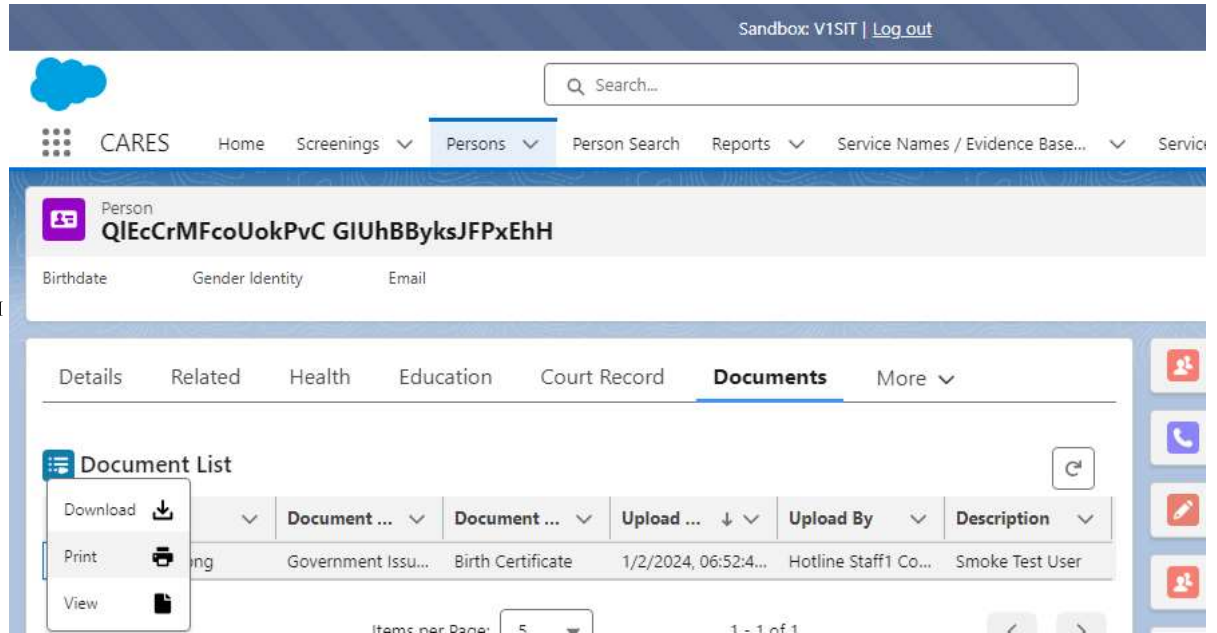 Sandbox: V1SIT | Log out
Search...
CARES Home Screenings Persons Person Search Reports Service Names / Evidence Base... Service
Person
QlEcCrMFcoUokPvC GIUhBByksJFPxEhH
Birthdate Gender Identity Email
Details Related Health Education Court Record Documents More
Document List
Download Document ... Document ... Upload ... Upload By Description
Print ong Government Issu... Birth Certificate 1/2/2024, 06:52:4... Hotline Staff1 Co... Smoke Test User
View
Items per Page: 5 1 - 1 of 1